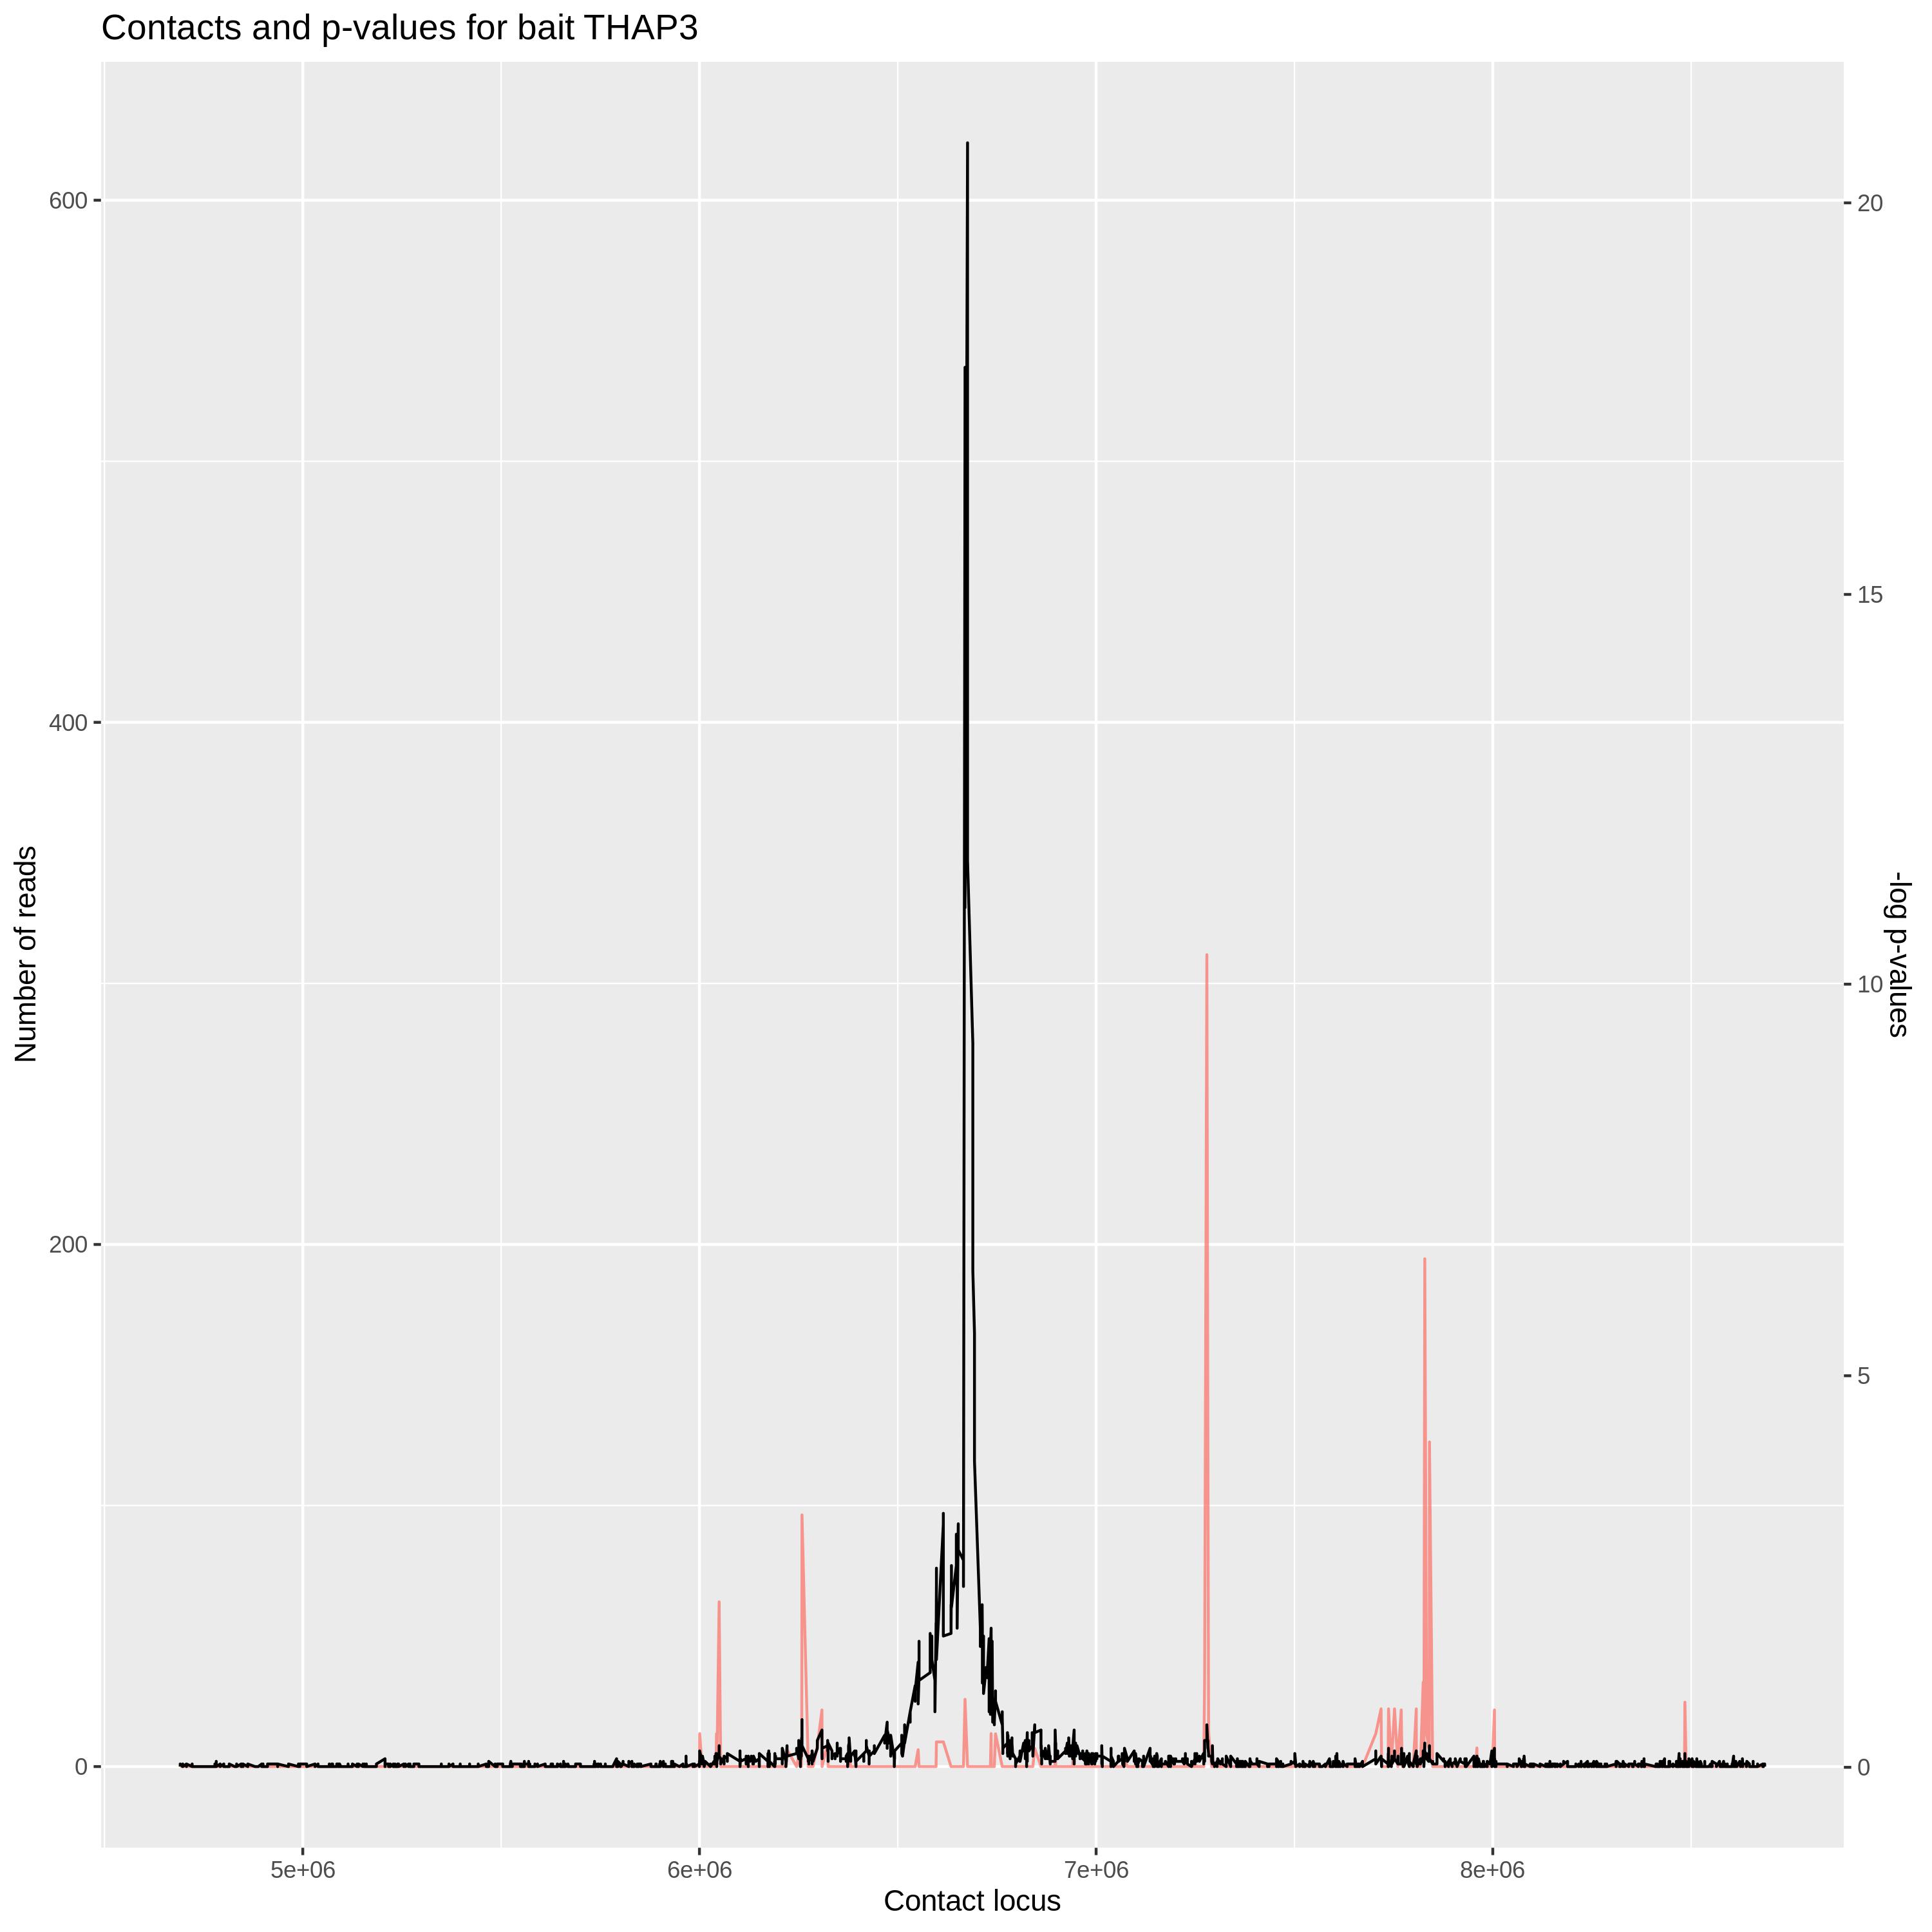 Contacts and p-values for bait THAP3
600
400
200
0
Number of reads
20
15
10
5
0
-log p-values
5e+06
6e+06
7e+06
8e+06
Contact locus